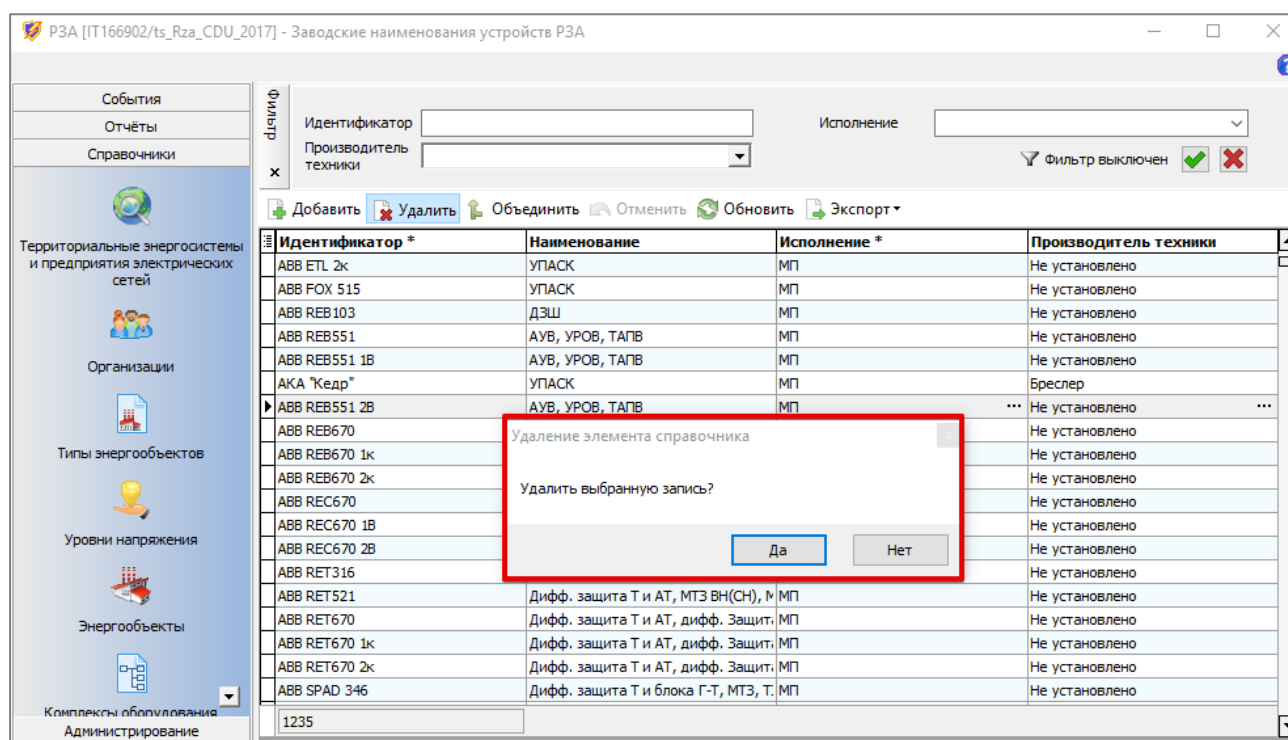 РЗА [IT166902/ts_Rza_CDU_2017] - Заводские наименования устройств РЗА
События
Отчёты
Справочники
Территориальные энергосистемы
и предприятия электрических
сетей
Организации
Типы энергообъектов
Уровни напряжения
Энергообъекты
Комплексы оборудования
Администрирование
Фильтр
x
Идентификатор
Исполнение
Производитель
техники
Фильтр выключен
Добавить Удалить Объединить Отменить Обновить Экспорт
Идентификатор * Наименование Исполнение * Производитель техники
ABB ETL 2к УПАСК МП Не установлено
ABB FOX 515 УПАСК МП Не установлено
ABB REB103 ДЗШ МП Не установлено
ABB REB551 АУВ, УРОВ, ТАПВ МП Не установлено
ABB REB551 1В АУВ, УРОВ, ТАПВ МП Не установлено
АКА "Кедр" УПАСК МП Бреслер
ABB REB551 2В АУВ, УРОВ, ТАПВ МП ... Не установлено ...
ABB REB670 Не установлено
ABB REB670 1к Не установлено
ABB REB670 2к Не установлено
ABB REC670 Не установлено
ABB REC670 1В Не установлено
ABB REC670 2В Не установлено
ABB RET316 Не установлено
ABB RET521 Дифф. защита Т и АТ, МТЗ ВН(СН), МП Не установлено
ABB RET670 Дифф. защита Т и АТ, дифф. Защит МП Не установлено
ABB RET670 1к Дифф. защита Т и АТ, дифф. Защит МП Не установлено
ABB RET670 2к Дифф. защита Т и АТ, дифф. Защит МП Не установлено
ABB SPAD 346 Дифф. защита Т и блока Г-Т, МТЗ, МП Не установлено
1235
Удаление элемента справочника
Удалить выбранную запись?
Да Нет